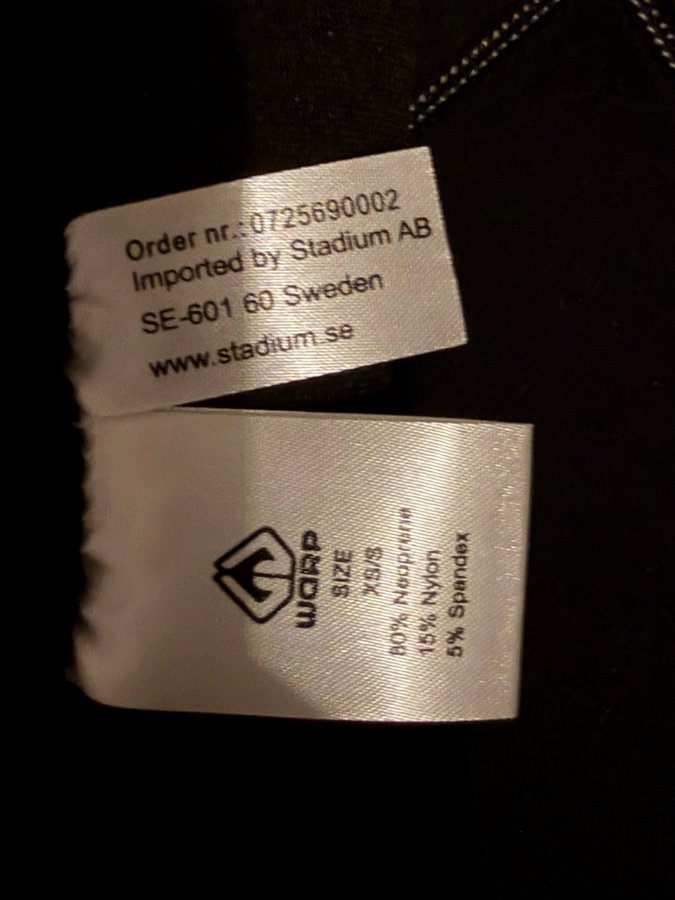 Order nr.: 0725690002
Imported by Stadium AB
SE-601 60 Sweden
www.stadium.se
WARP
SIZE
XS/S
80% Neoprene
15% Nylon
5% Spandex